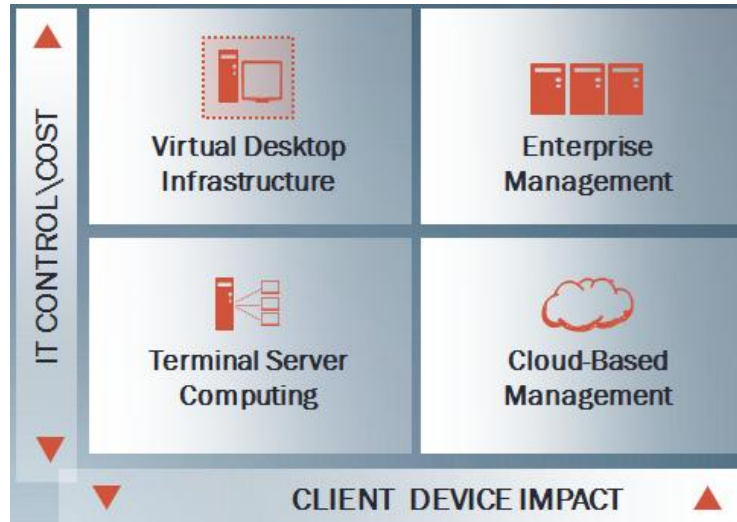 IT CONTROL\COST
Virtual Desktop
Infrastructure
Enterprise
Management
Terminal Server
Computing
Cloud-Based
Management
CLIENT DEVICE IMPACT